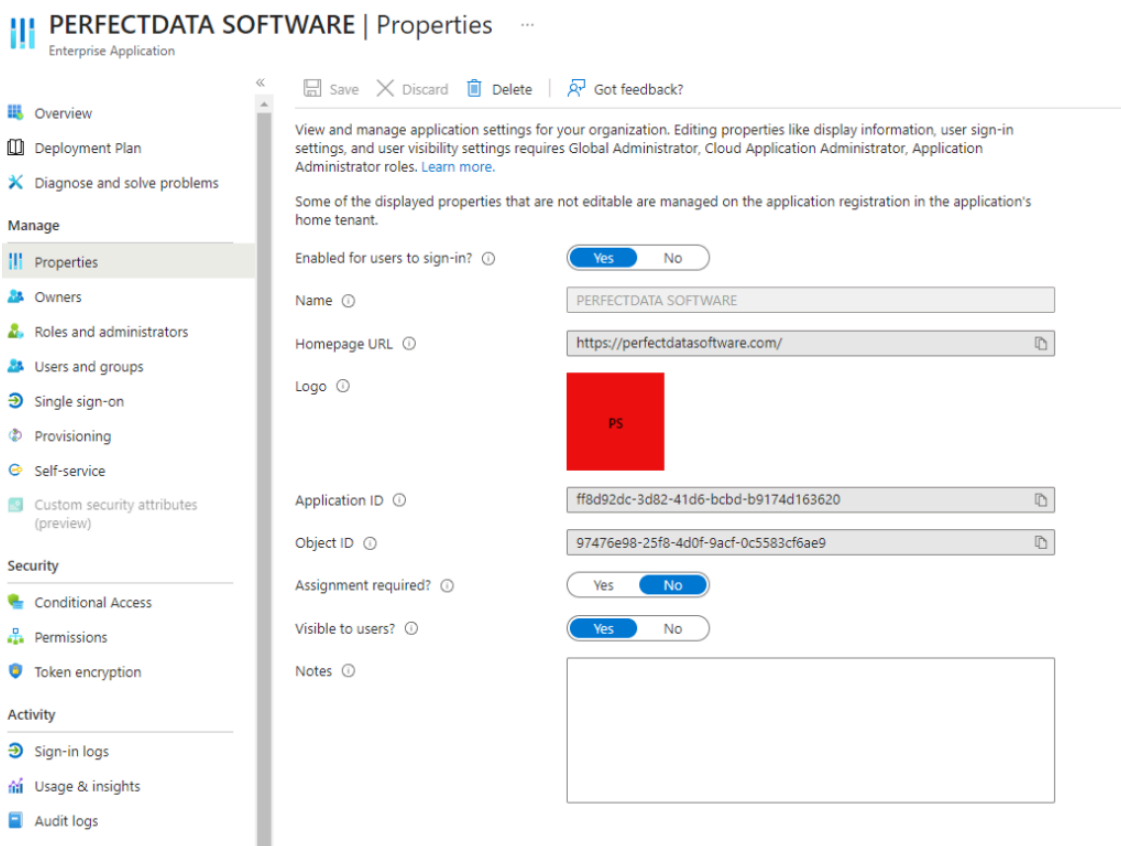 PERFECTDATA SOFTWARE | Properties ...
Enterprise Application
«
Overview
Deployment Plan
Diagnose and solve problems
Manage
Properties
Owners
Roles and administrators
Users and groups
Single sign-on
Provisioning
Self-service
Custom security attributes
(preview)
Security
Conditional Access
Permissions
Token encryption
Activity
Sign-in logs
Usage & insights
Audit logs
Save Discard Delete Got feedback?
View and manage application settings for your organization. Editing properties like display information, user sign-in
settings, and user visibility settings requires Global Administrator, Cloud Application Administrator, Application
Administrator roles. Learn more.
Some of the displayed properties that are not editable are managed on the application registration in the application's
home tenant.
Enabled for users to sign-in? Yes No
Name PERFECTDATA SOFTWARE
Homepage URL https://perfectdatasoftware.com/
Logo
PS
Application ID ff8d92dc-3d82-41d6-bcbd-b9174d163620
Object ID 97476e98-25f8-4d0f-9acf-0c5583cf6ae9
Assignment required? Yes No
Visible to users? Yes No
Notes